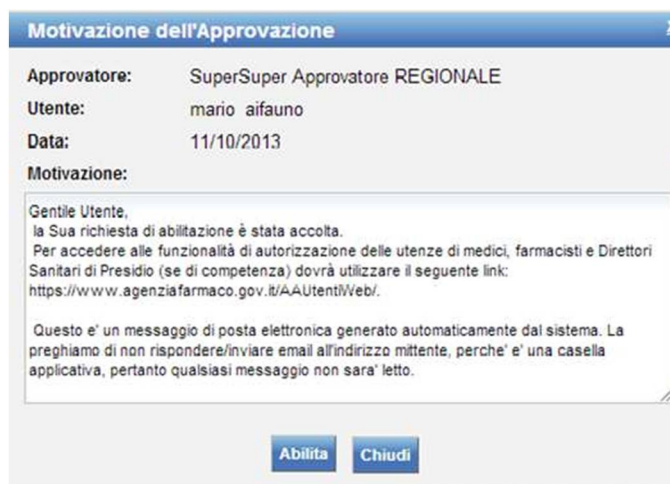 Motivazione dell'Approvazione
Approvatore: SuperSuper Approvatore REGIONALE
Utente: mario aifauno
Data: 11/10/2013
Motivazione:
Gentile Utente,
la Sua richiesta di abilitazione è stata accolta.
Per accedere alle funzionalità di autorizzazione delle utenze di medici, farmacisti e Direttori
Sanitari di Presidio (se di competenza) dovrà utilizzare il seguente link:
https://www.agenziafarmaco.gov.it/AAUtentiWeb/.
Questo e' un messaggio di posta elettronica generato automaticamente dal sistema. La
preghiamo di non rispondere/inviare email all'indirizzo mittente, perche' e' una casella
applicativa, pertanto qualsiasi messaggio non sara' letto.
Abilita Chiudi